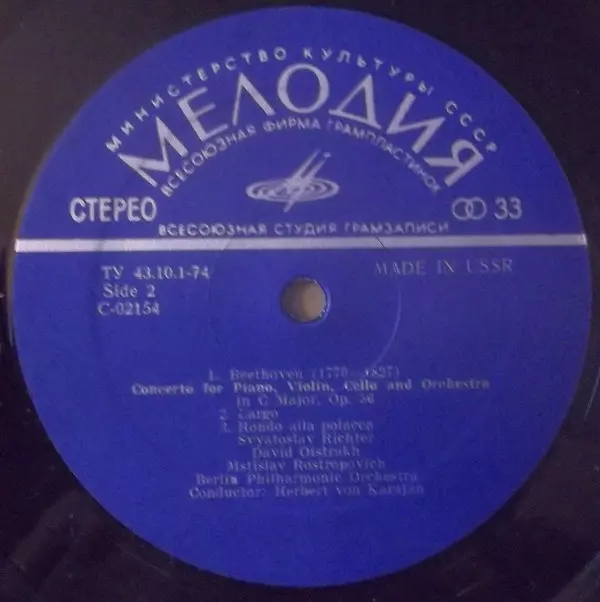 МИНИСТЕРСТВО КУЛЬТУРЫ СССР
МЕЛОДИЯ
ВСЕСОЮЗНАЯ ФИРМА ГРАМПЛАСТИНОК
СТЕРЕО
33
ВСЕСОЮЗНАЯ СТУДИЯ ГРАМЗАПИСИ
ТУ 43.10.1-74
MADE IN USSR
Side 2
С-02154
1. Beethoven (1770—1827)
Concerto for Piano, Violin, Cello and Orchestra
in C Major, Op. 56
2. Largo
3. Rondo alla polacca
Svyatoslav Richter
David Oistrakh
Mstislav Rostropovich
Berlin Philharmonic Orchestra
Conductor: Herbert von Karajan